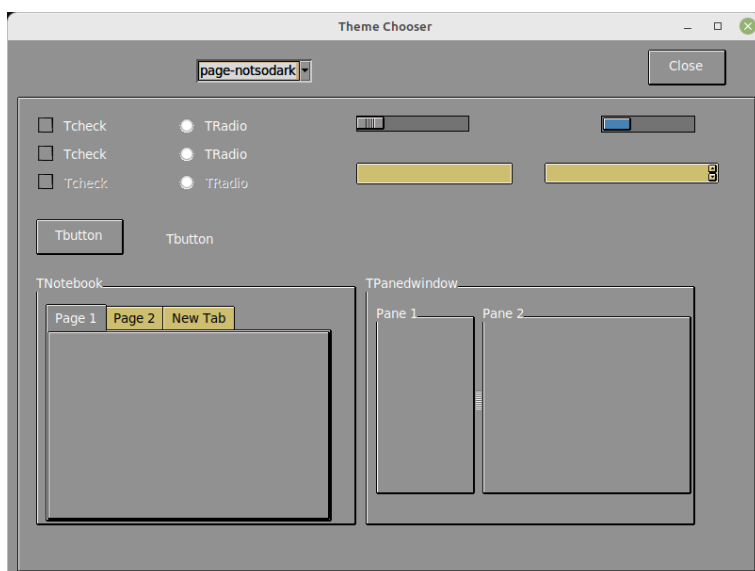 Theme Chooser
page-notsodark
Close
Tcheck TRadio
Tcheck TRadio
Tcheck TRadio
Tbutton Tbutton
TNotebook TPanedwindow
Page 1 Page 2 New Tab
Pane 1 Pane 2